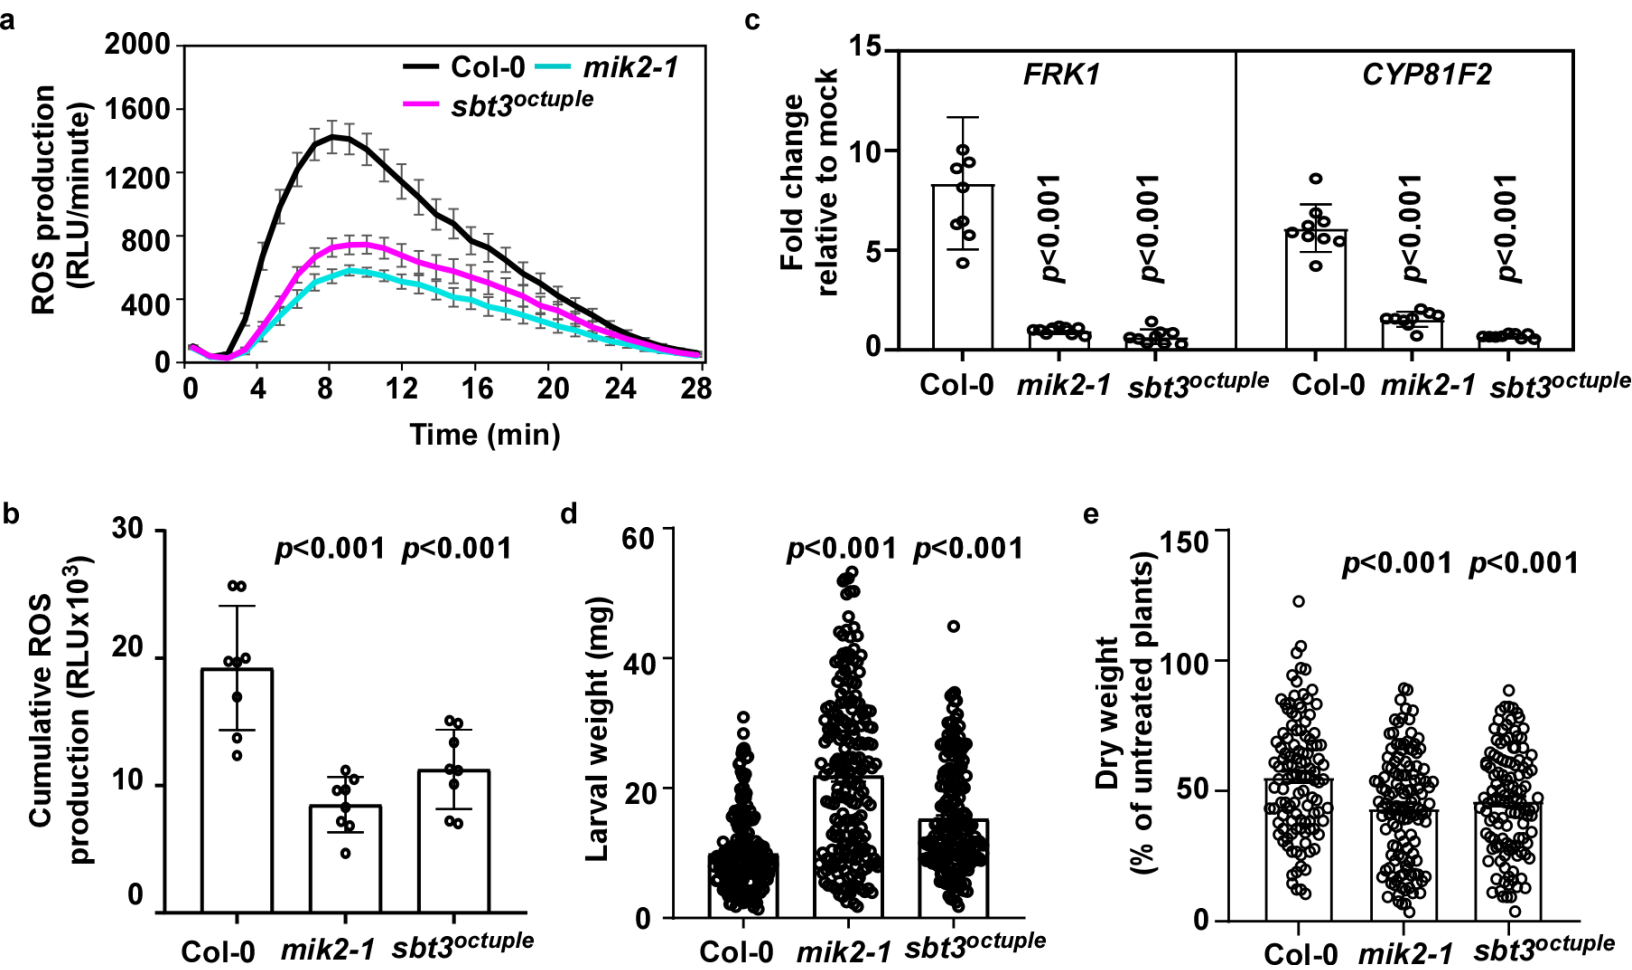 a
2000
1600
1200
800
400
0
ROS production
(RLU/minute)
Col-0 mik2-1
sbt3octuple
0 4 8 12 16 20 24 28
Time (min)
c
15
10
5
0
Fold change
relative to mock
FRK1 CYP81F2
p<0.001 p<0.001 p<0.001 p<0.001
Col-0 mik2-1 sbt3octuple Col-0 mik2-1 sbt3octuple
b
30
20
10
0
Cumulative ROS
production (RLUx10³)
p<0.001 p<0.001
Col-0 mik2-1 sbt3octuple
d
60
40
20
0
Larval weight (mg)
p<0.001 p<0.001
Col-0 mik2-1 sbt3octuple
e
150
100
50
0
Dry weight
(% of untreated plants)
p<0.001 p<0.001
Col-0 mik2-1 sbt3octuple